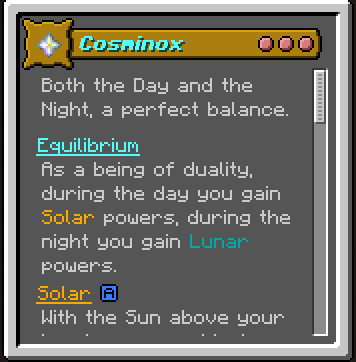 Cosminox
Both the Day and the
Night, a perfect balance.
Equilibrium
As a being of duality,
during the day you gain
Solar powers, during the
night you gain Lunar
powers.
Solar A
With the Sun above your